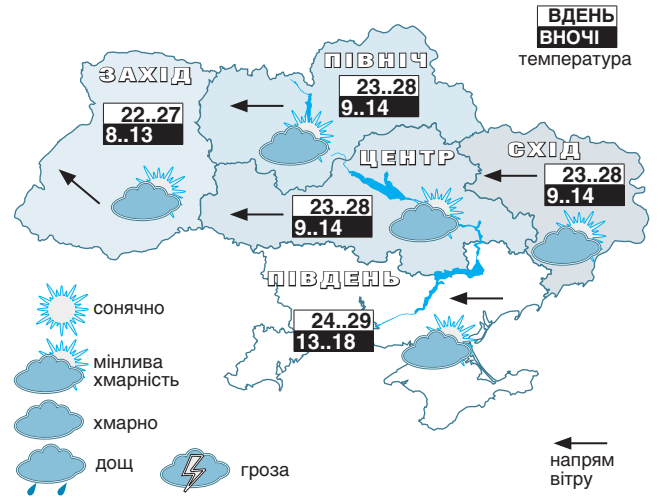 ВДЕНЬ
ВНОЧІ
температура
ЗАХІД
22..27
8..13
ПІВНІЧ
23..28
9..14
ЦЕНТР
23..28
9..14
СХІД
23..28
9..14
ПІВДЕНЬ
24..29
13..18
сонячно
мінлива
хмарність
хмарно
дощ
гроза
напрям
вітру